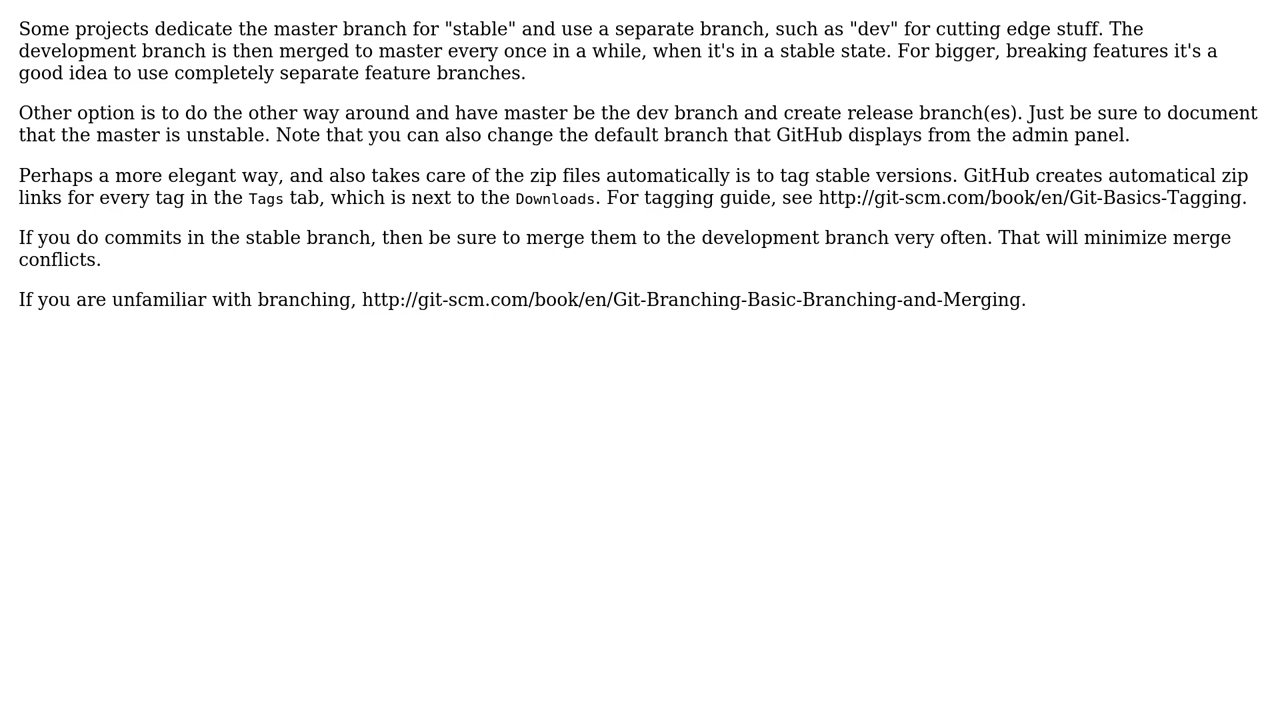 Some projects dedicate the master branch for "stable" and use a separate branch, such as "dev" for cutting edge stuff. The
development branch is then merged to master every once in a while, when it's in a stable state. For bigger, breaking features it's a
good idea to use completely separate feature branches.
Other option is to do the other way around and have master be the dev branch and create release branch(es). Just be sure to document
that the master is unstable. Note that you can also change the default branch that GitHub displays from the admin panel.
Perhaps a more elegant way, and also takes care of the zip files automatically is to tag stable versions. GitHub creates automatical zip
links for every tag in the Tags tab, which is next to the Downloads. For tagging guide, see http://git-scm.com/book/en/Git-Basics-Tagging.
If you do commits in the stable branch, then be sure to merge them to the development branch very often. That will minimize merge
conflicts.
If you are unfamiliar with branching, http://git-scm.com/book/en/Git-Branching-Basic-Branching-and-Merging.